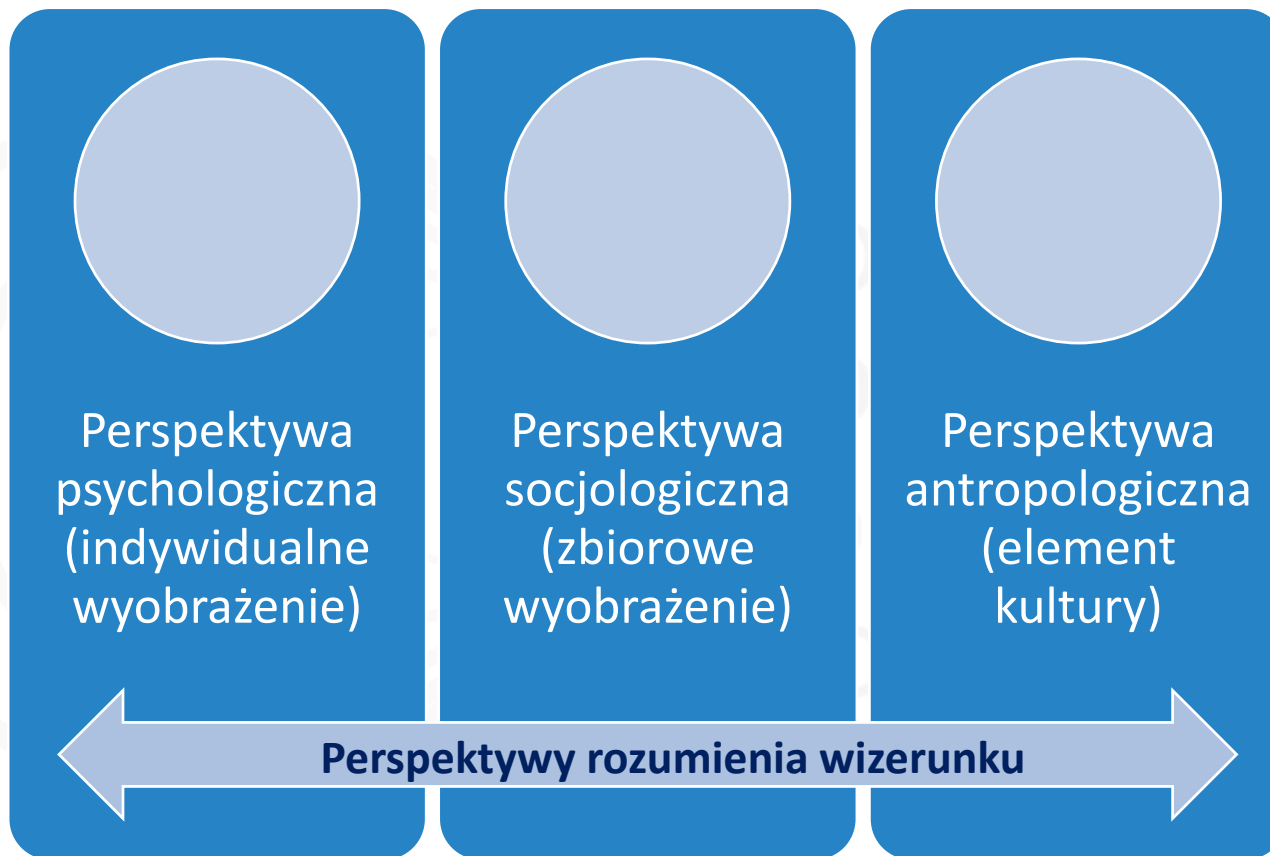 Perspektywa
psychologiczna
(indywidualne
wyobrażenie)
Perspektywa
socjologiczna
(zbiorowe
wyobrażenie)
Perspektywa
antropologiczna
(element
kultury)
Perspektywy rozumienia wizerunku